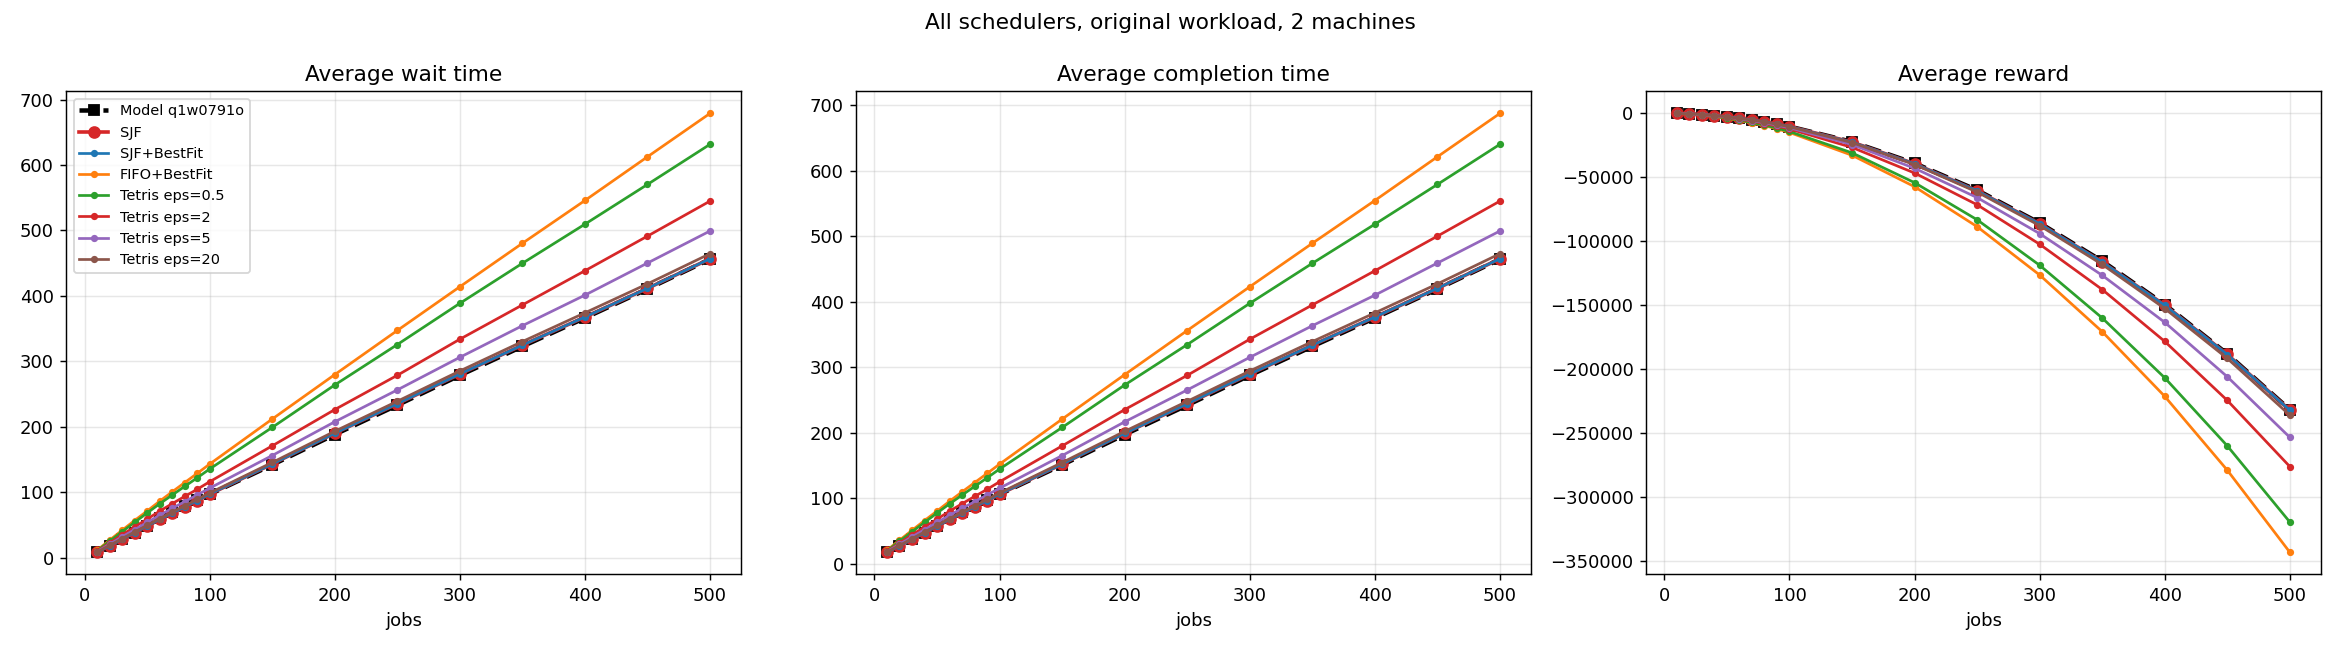 All schedulers, original workload, 2 machines
Average wait time
700
600
500
400
300
200
100
0
Model q1w0791o
SJF
SJF+BestFit
FIFO+BestFit
Tetris eps=0.5
Tetris eps=2
Tetris eps=5
Tetris eps=20
0 100 200 300 400 500
jobs
Average completion time
700
600
500
400
300
200
100
0
0 100 200 300 400 500
jobs
Average reward
0
−50000
−100000
−150000
−200000
−250000
−300000
−350000
0 100 200 300 400 500
jobs